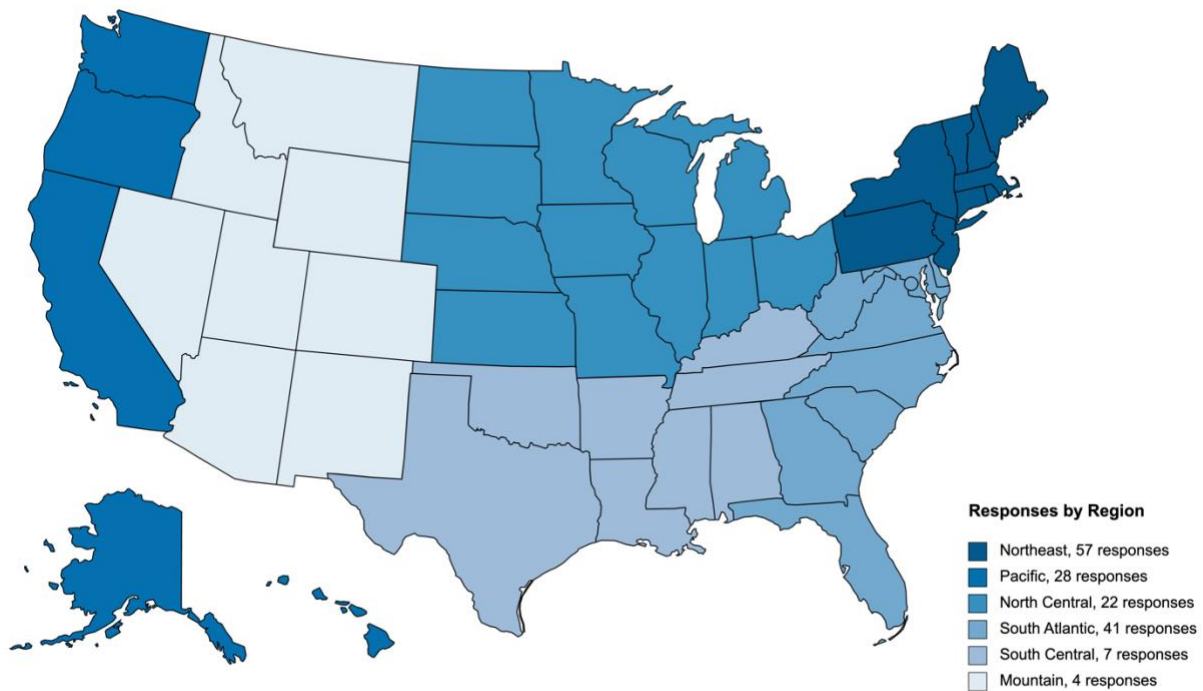 Responses by Region
Northeast, 57 responses
Pacific, 28 responses
North Central, 22 responses
South Atlantic, 41 responses
South Central, 7 responses
Mountain, 4 responses